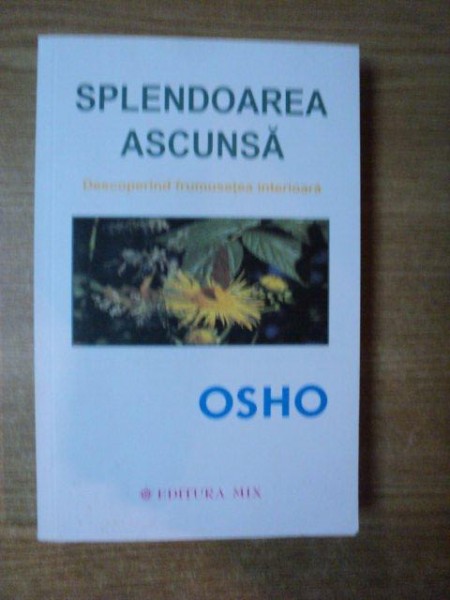 SPLENDOAREA
ASCUNSĂ
Descoperind frumusețea interioară
OSHO
EDITURA MIX